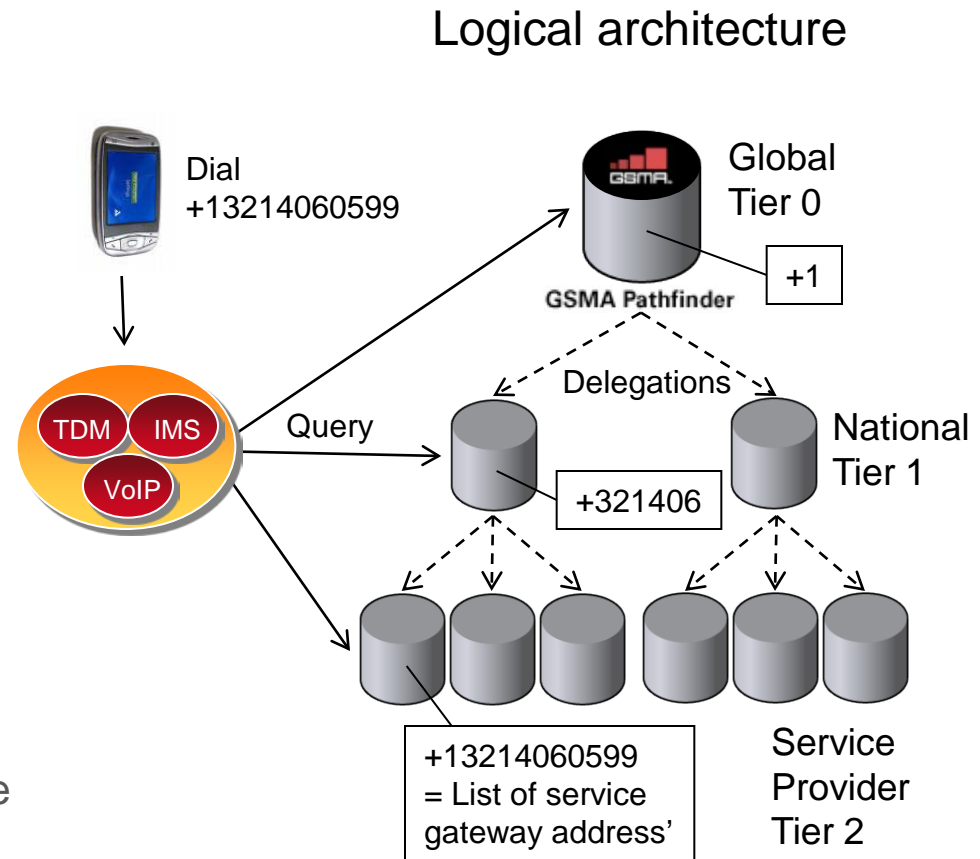 Logical architecture
Dial
+13214060599
GSMA
Global
Tier 0
+1
GSMA Pathfinder
Delegations
TDM
IMS
VoIP
Query
National
Tier 1
+321406
+13214060599
= List of service
gateway address’
Service
Provider
Tier 2
e